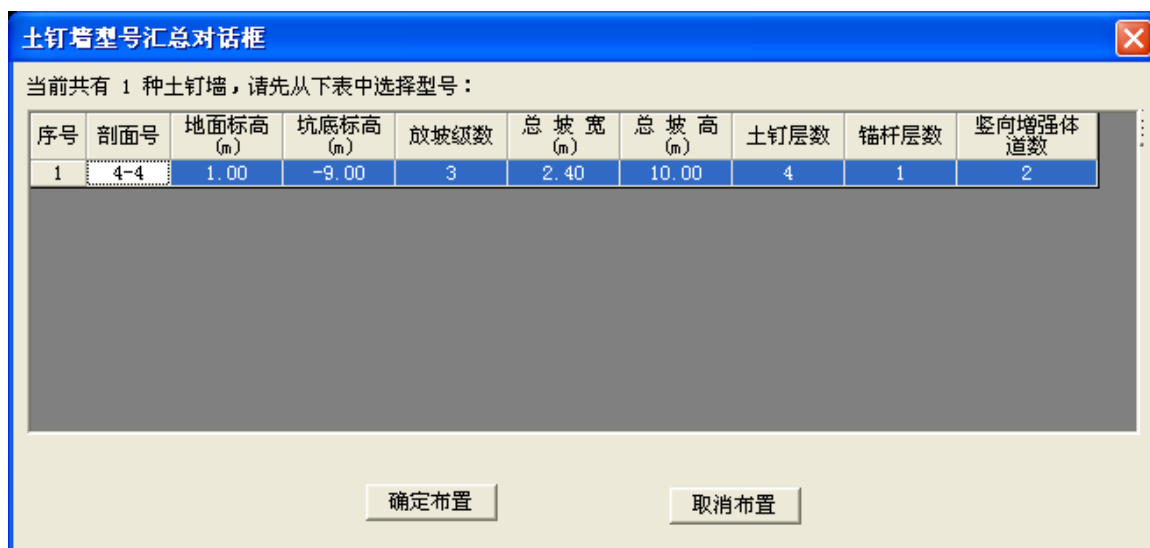 土钉墙型号汇总对话框
当前共有 1 种土钉墙，请先从下表中选择型号：
序号 剖面号 地面标高(m) 坑底标高(m) 放坡级数 总 坡 宽(m) 总 坡 高(m) 土钉层数 锚杆层数 竖向增强体道数
1 4-4 1.00 -9.00 3 2.40 10.00 4 1 2
确定布置 取消布置